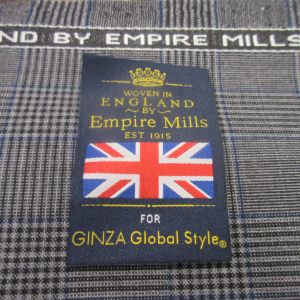 ND BY EMPIRE MILLS
WOVEN IN
ENGLAND
BY
Empire Mills
EST 1915
FOR
GINZA Global Style®